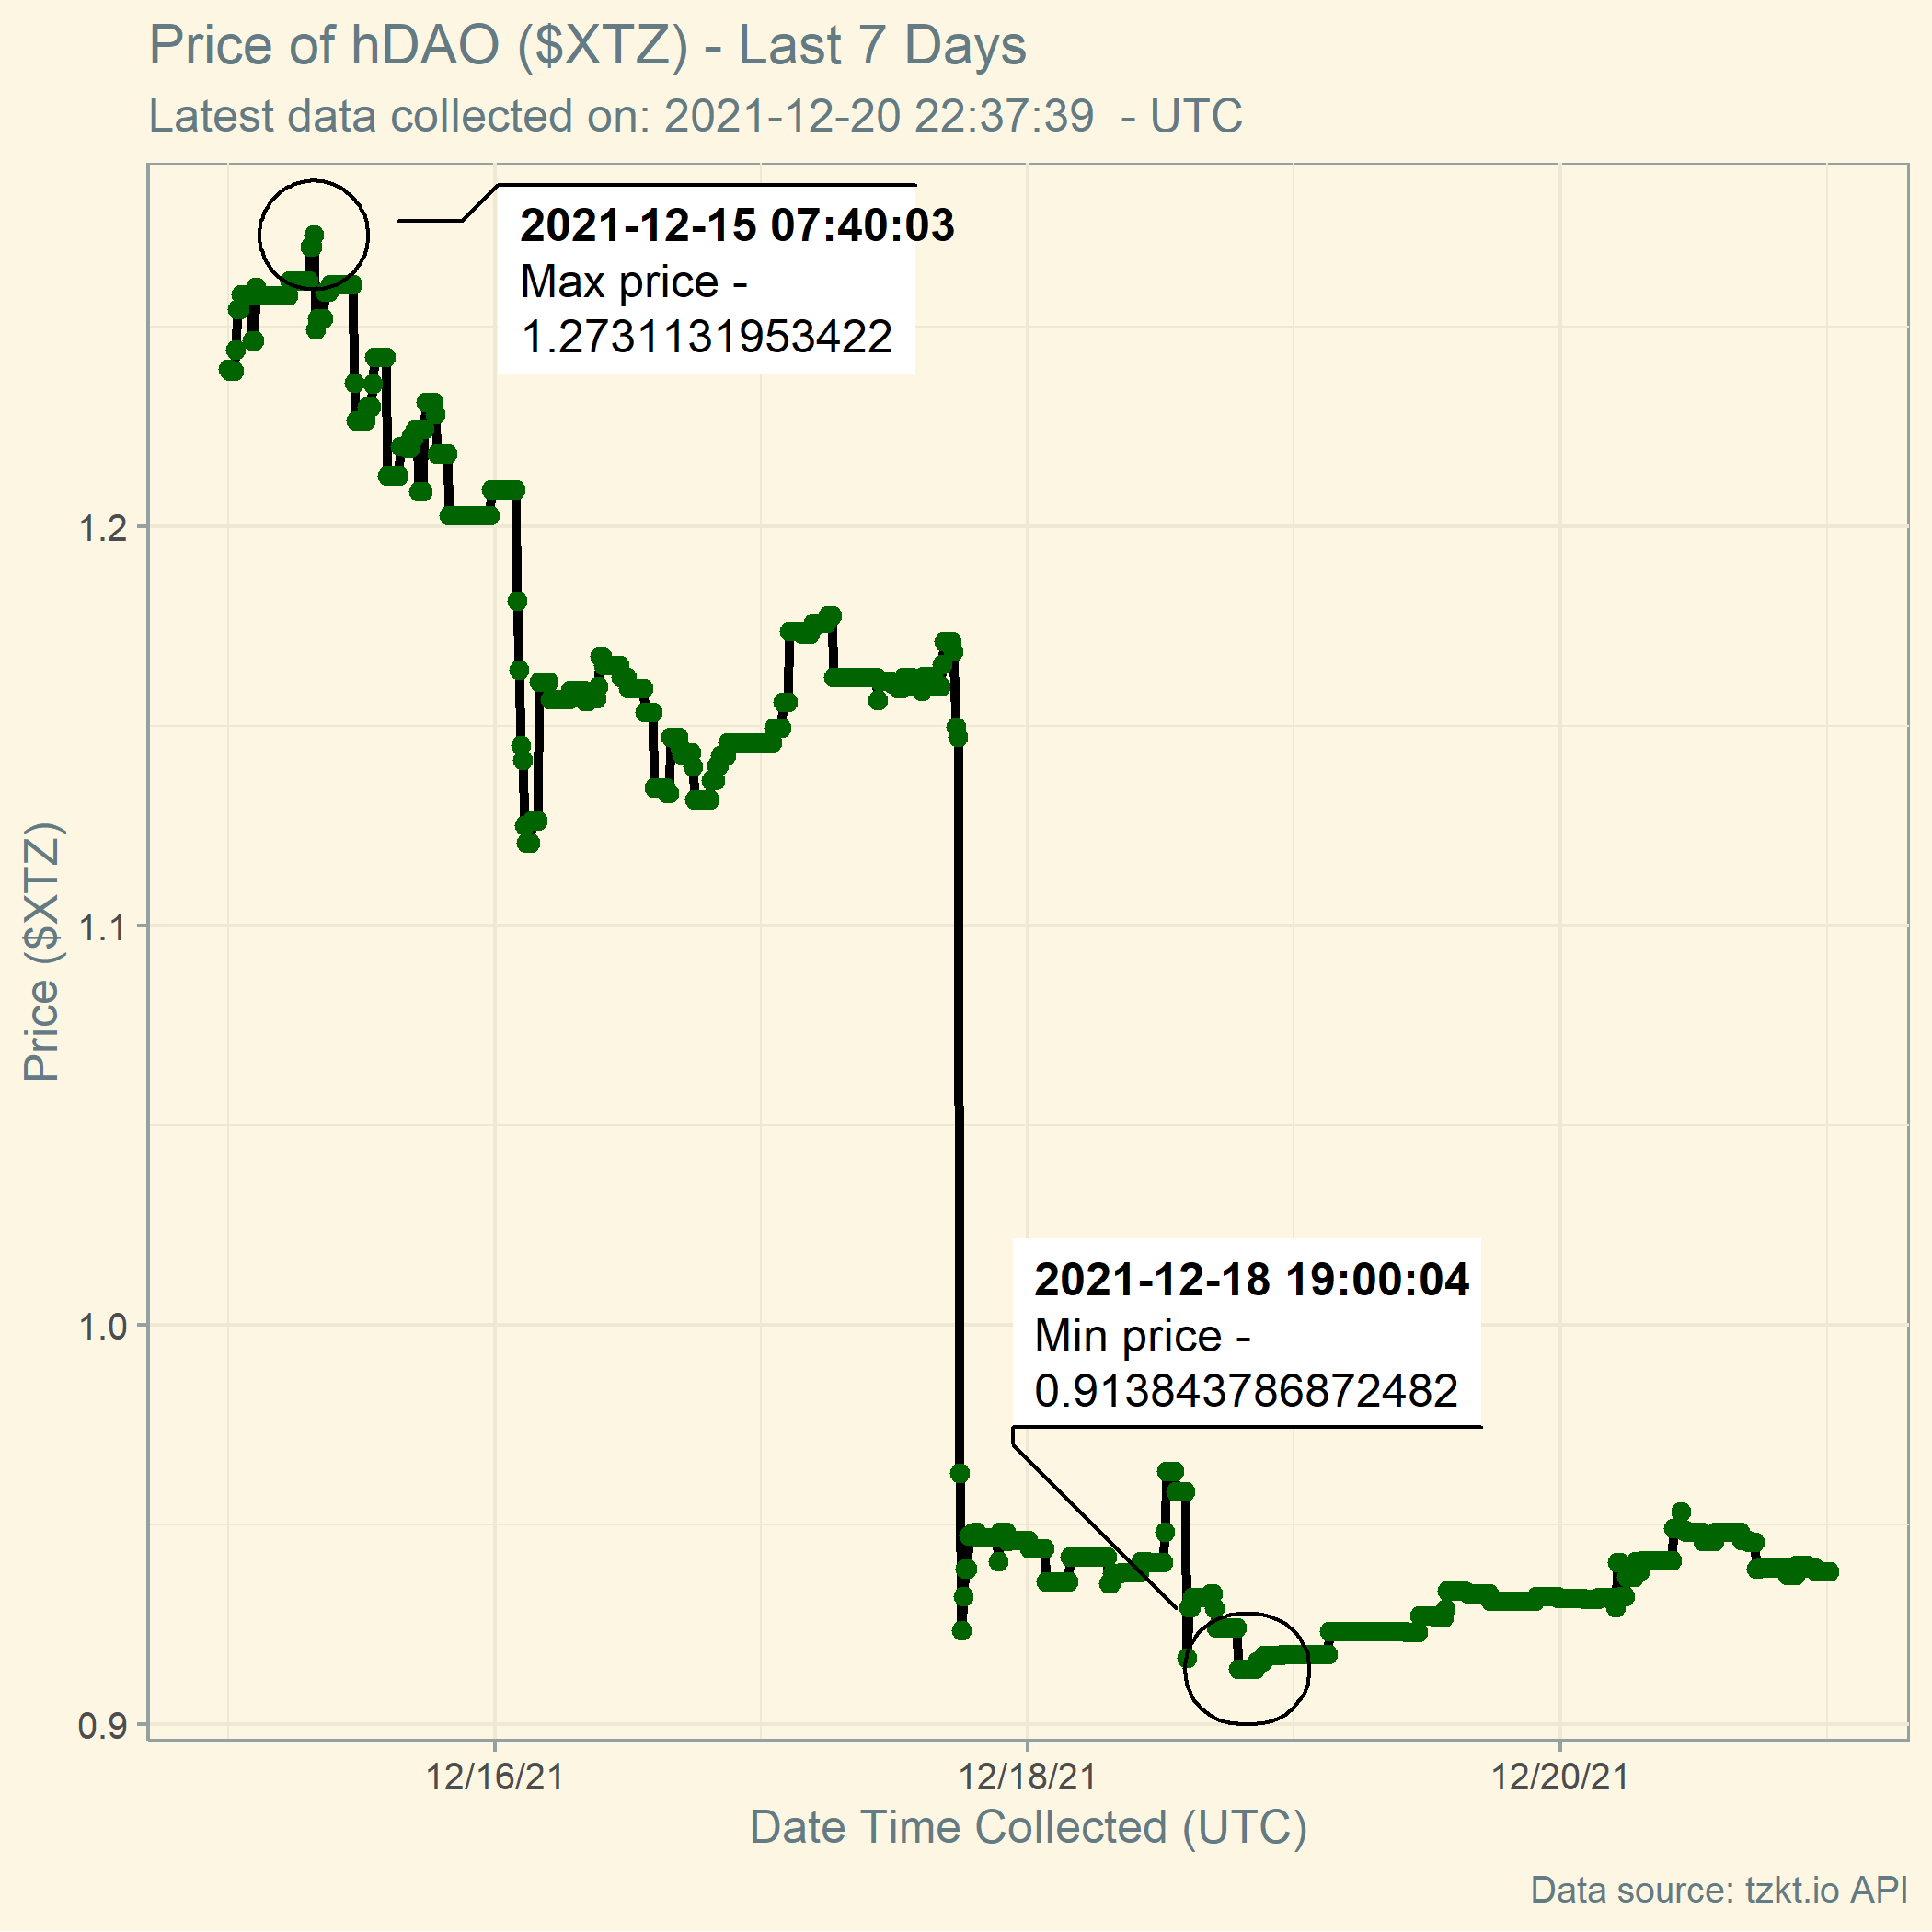 Price of hDAO ($XTZ) - Last 7 Days
Latest data collected on: 2021-12-20 22:37:39  - UTC
2021-12-15 07:40:03
Max price -
1.2731131953422
1.2
1.1
1.0
0.9
Price ($XTZ)
2021-12-18 19:00:04
Min price -
0.913843786872482
12/16/21
12/18/21
12/20/21
Date Time Collected (UTC)
Data source: tzkt.io API